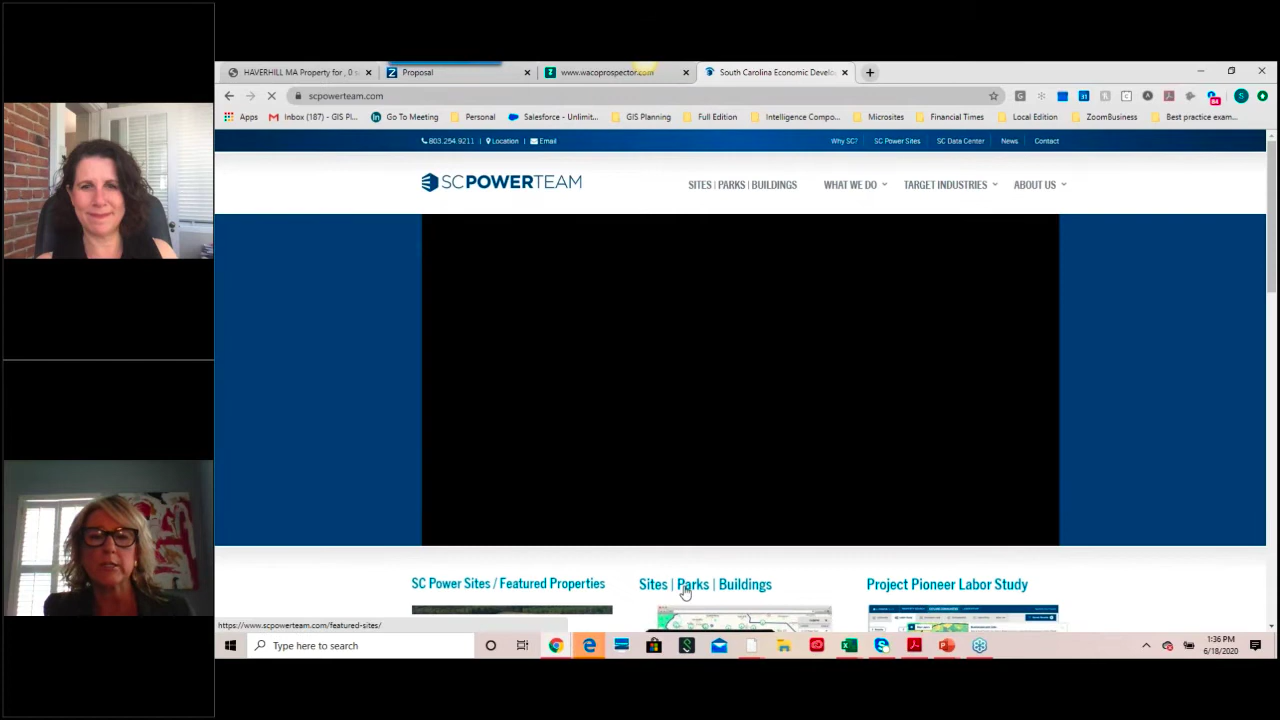 HAVERHILL MA Property for , 0 s
Proposal
www.wacoprospector.com
South Carolina Economic Develo
scpowerteam.com
84
Apps
Inbox (187) - GIS Pl...
Go To Meeting
Personal
Salesforce - Unlimit...
GIS Planning
Full Edition
Intelligence Compo...
Microsites
Financial Times
Local Edition
ZoomBusiness
Best practice exam...
803.254.9211 | Location | Email
Why SC?
SC Power Sites
SC Data Center
News
Contact
SCPOWERTEAM
SITES | PARKS | BUILDINGS
WHAT WE DO
TARGET INDUSTRIES
ABOUT US
SC Power Sites / Featured Properties
Sites | Parks | Buildings
Project Pioneer Labor Study
https://www.scpowerteam.com/featured-sites/
Type here to search
1:36 PM
6/18/2020